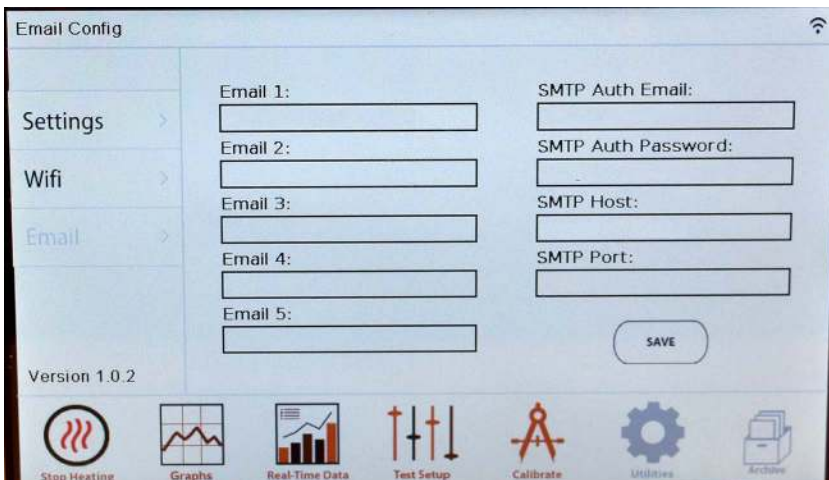 Email Config
Settings
Wifi
Email
Version 1.0.2
Email 1:
Email 2:
Email 3:
Email 4:
Email 5:
SMTP Auth Email:
SMTP Auth Password:
SMTP Host:
SMTP Port:
SAVE
Stop Heating
Graphs
Real-Time Data
Test Setup
Calibrate
Utilities
Archive